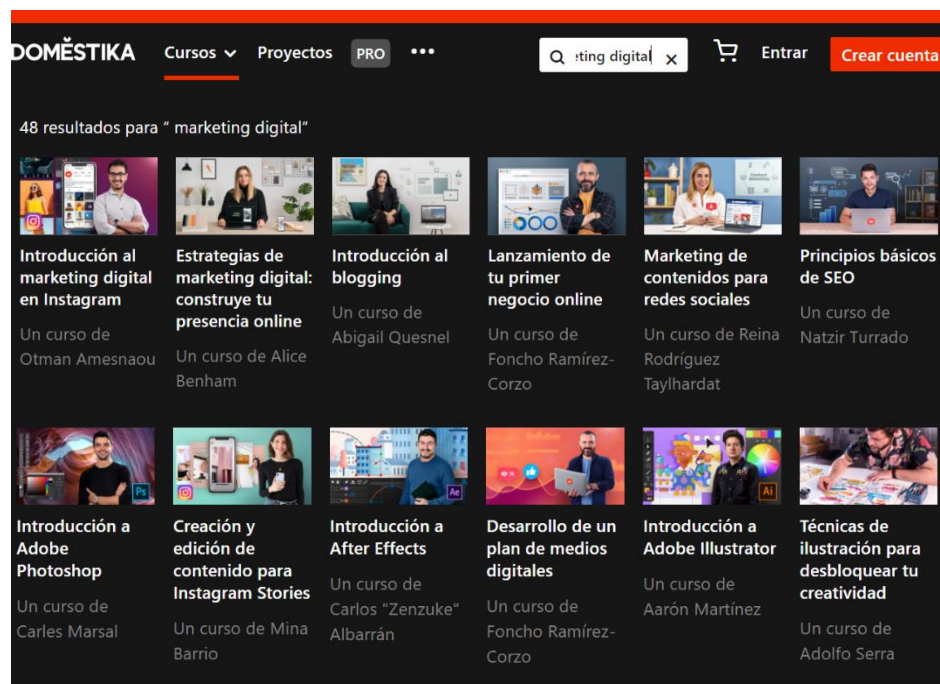 DOMĔSTIKA Cursos Proyectos PRO ••• eting digital x Entrar Crear cuenta
48 resultados para “ marketing digital”
Introducción al
marketing digital
en Instagram
Un curso de
Otman Amesnaou
Estrategias de
marketing digital:
construye tu
presencia online
Un curso de Alice
Benham
Introducción al
blogging
Un curso de
Abigail Quesnel
Lanzamiento de
tu primer
negocio online
Un curso de
Foncho Ramírez-
Corzo
Marketing de
contenidos para
redes sociales
Un curso de Reina
Rodríguez
Taylhardat
Principios básicos
de SEO
Un curso de
Natzir Turrado
Ps
Introducción a
Adobe
Photoshop
Un curso de
Carles Marsal
Creación y
edición de
contenido para
Instagram Stories
Un curso de Mina
Barrio
Ae
Introducción a
After Effects
Un curso de
Carlos "Zenzuke"
Albarrán
Desarrollo de un
plan de medios
digitales
Un curso de
Foncho Ramírez-
Corzo
Ai
Introducción a
Adobe Illustrator
Un curso de
Aarón Martínez
Técnicas de
ilustración para
desbloquear tu
creatividad
Un curso de
Adolfo Serra